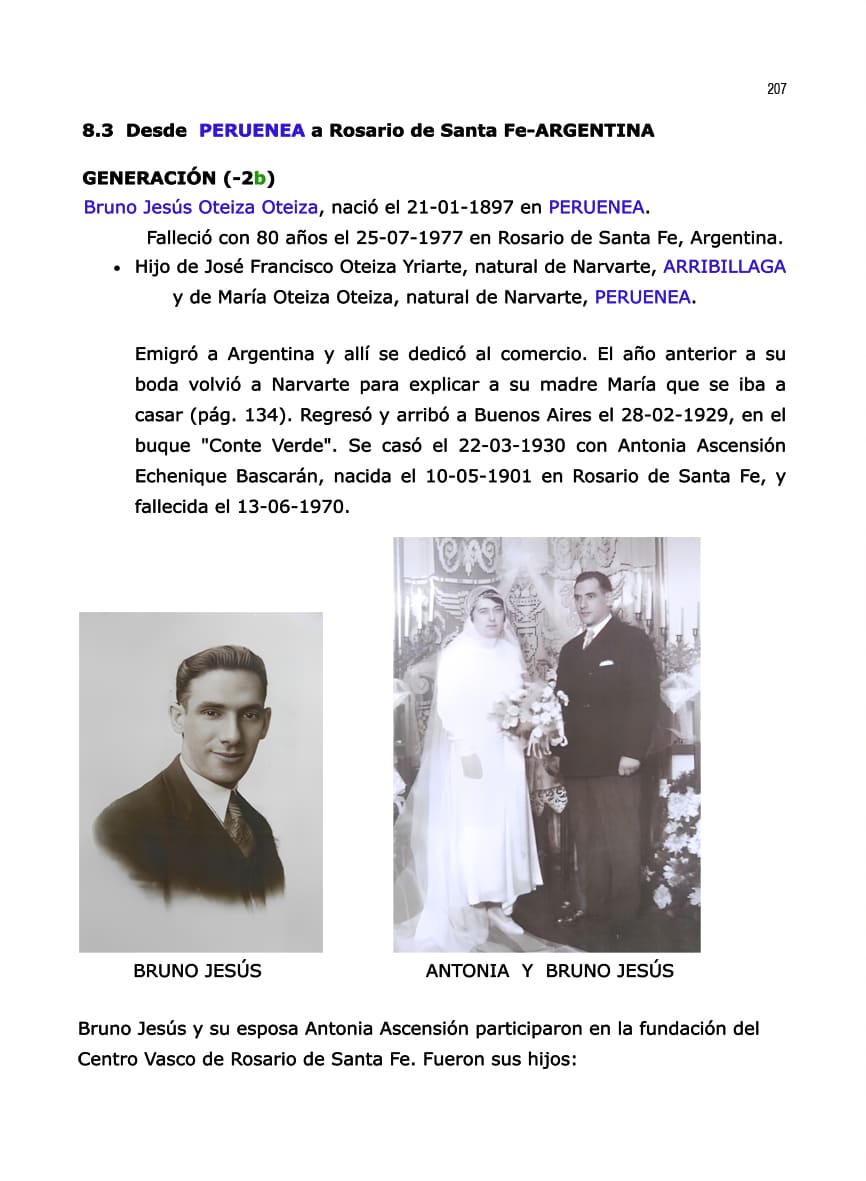 207
8.3 Desde PERUENEA a Rosario de Santa Fe-ARGENTINA
GENERACIÓN (-2b)
Bruno Jesús Oteiza Oteiza, nació el 21-01-1897 en PERUENEA.
Falleció con 80 años el 25-07-1977 en Rosario de Santa Fe, Argentina.
• Hijo de José Francisco Oteiza Yriarte, natural de Narvarte, ARRIBILLAGA
y de María Oteiza Oteiza, natural de Narvarte, PERUENEA.
Emigró a Argentina y allí se dedicó al comercio. El año anterior a su
boda volvió a Narvarte para explicar a su madre María que se iba a
casar (pág. 134). Regresó y arribó a Buenos Aires el 28-02-1929, en el
buque "Conte Verde". Se casó el 22-03-1930 con Antonia Ascensión
Echenique Bascarán, nacida el 10-05-1901 en Rosario de Santa Fe, y
fallecida el 13-06-1970.
BRUNO JESÚS
ANTONIA Y BRUNO JESÚS
Bruno Jesús y su esposa Antonia Ascensión participaron en la fundación del
Centro Vasco de Rosario de Santa Fe. Fueron sus hijos: